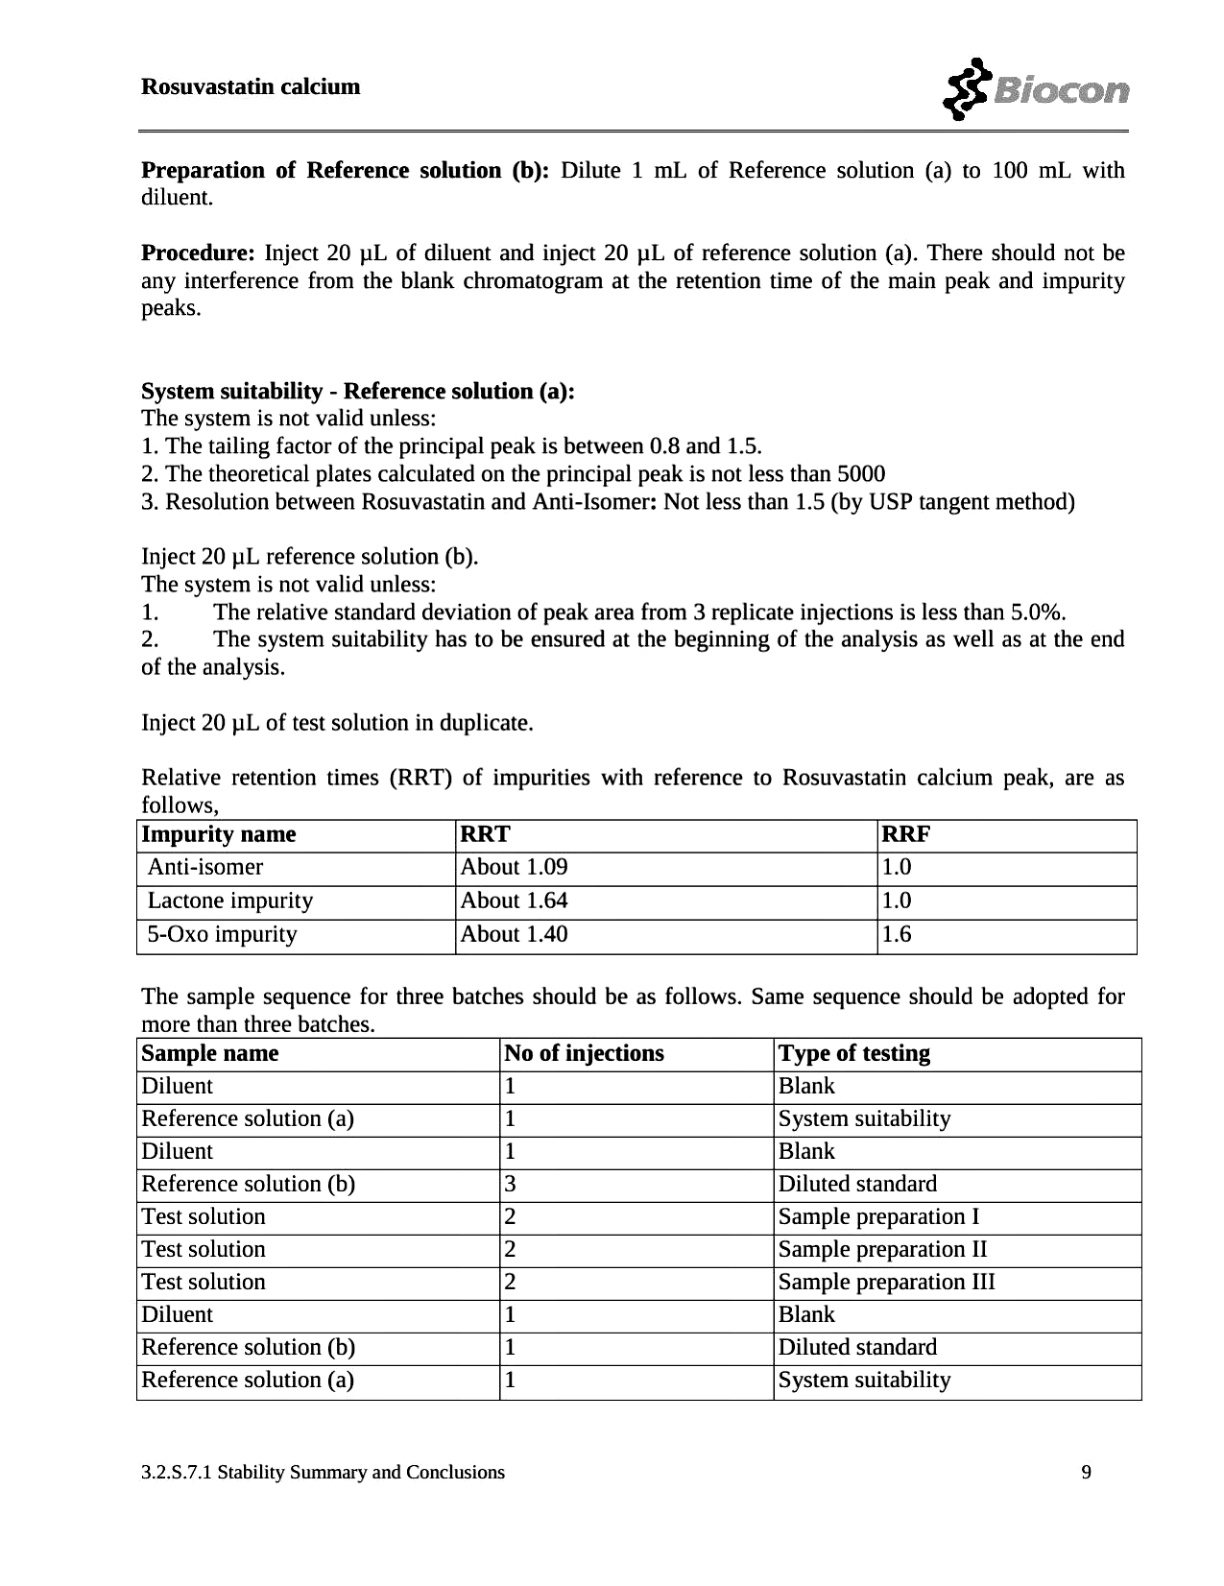 Rosuvastatin calcium
Biocon
Preparation of Reference solution (b): Dilute 1 mL of Reference solution (a) to 100 mL with
diluent.
Procedure: Inject 20 µL of diluent and inject 20 µL of reference solution (a). There should not be
any interference from the blank chromatogram at the retention time of the main peak and impurity
peaks.
System suitability - Reference solution (a):
The system is not valid unless:
1. The tailing factor of the principal peak is between 0.8 and 1.5.
2. The theoretical plates calculated on the principal peak is not less than 5000
3. Resolution between Rosuvastatin and Anti-Isomer: Not less than 1.5 (by USP tangent method)
Inject 20 µL reference solution (b).
The system is not valid unless:
1. The relative standard deviation of peak area from 3 replicate injections is less than 5.0%.
2. The system suitability has to be ensured at the beginning of the analysis as well as at the end
of the analysis.
Inject 20 µL of test solution in duplicate.
Relative retention times (RRT) of impurities with reference to Rosuvastatin calcium peak, are as
follows,
Impurity name RRT RRF
Anti-isomer About 1.09 1.0
Lactone impurity About 1.64 1.0
5-Oxo impurity About 1.40 1.6
The sample sequence for three batches should be as follows. Same sequence should be adopted for
more than three batches.
Sample name No of injections Type of testing
Diluent 1 Blank
Reference solution (a) 1 System suitability
Diluent 1 Blank
Reference solution (b) 3 Diluted standard
Test solution 2 Sample preparation I
Test solution 2 Sample preparation II
Test solution 2 Sample preparation III
Diluent 1 Blank
Reference solution (b) 1 Diluted standard
Reference solution (a) 1 System suitability
3.2.S.7.1 Stability Summary and Conclusions 9